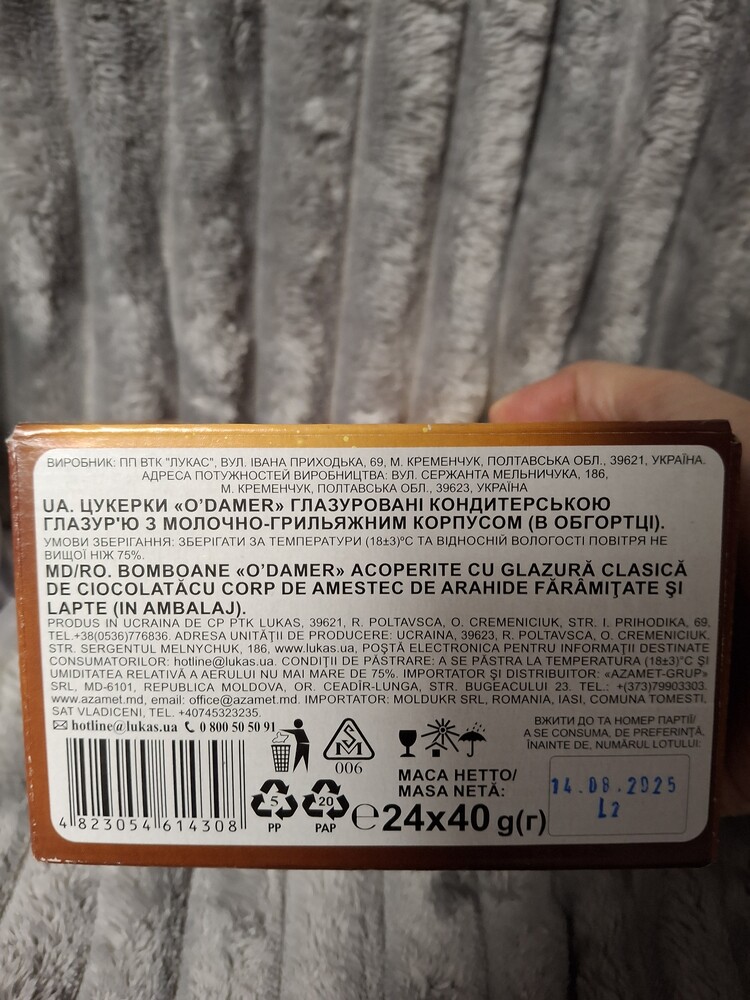 ВИРОБНИК: ПП ВТК "ЛУКАС", ВУЛ. ІВАНА ПРИХОДЬКА, 69, М. КРЕМЕНЧУК, ПОЛТАВСЬКА ОБЛ., 39621, УКРАЇНА.
АДРЕСА ПОТУЖНОСТЕЙ ВИРОБНИЦТВА: ВУЛ. СЕРЖАНТА МЕЛЬНИЧУКА, 186,
М. КРЕМЕНЧУК, ПОЛТАВСЬКА ОБЛ., 39623, УКРАЇНА
UA. ЦУКЕРКИ «O’DAMER» ГЛАЗУРОВАНІ КОНДИТЕРСЬКОЮ
ГЛАЗУР'Ю З МОЛОЧНО-ГРИЛЬЯЖНИМ КОРПУСОМ (В ОБГОРТЦІ).
УМОВИ ЗБЕРІГАННЯ: ЗБЕРІГАТИ ЗА ТЕМПЕРАТУРИ (18±3)°С ТА ВІДНОСНІЙ ВОЛОГОСТІ ПОВІТРЯ НЕ
ВИЩОЇ НІЖ 75%.
MD/RO. BOMBOANE «O’DAMER» ACOPERITE CU GLAZURĂ CLASICĂ
DE CIOCOLATĂCU CORP DE AMESTEC DE ARAHIDE FĂRÂMIŢATE ŞI
LAPTE (IN AMBALAJ).
PRODUS IN UCRAINA DE CP PTK LUKAS, 39621, R. POLTAVSCA, O. CREMENICIUK, STR. I. PRIHODIKA, 69,
TEL.+38(0536)776836. ADRESA UNITĂŢII DE PRODUCERE: UCRAINA, 39623, R. POLTAVSCA, O. CREMENICIUK,
STR. SERGENTUL MELNYCHUK, 186, www.lukas.ua, POŞTĂ ELECTRONICA PENTRU INFORMAŢII DESTINATE
CONSUMATORILOR: hotline@lukas.ua. CONDIŢII DE PĂSTRARE: A SE PĂSTRA LA TEMPERATURA (18±3)°C ŞI
UMIDITATEA RELATIVĂ A AERULUI NU MAI MARE DE 75%. IMPORTATOR ŞI DISTRIBUITOR: «AZAMET-GRUP»
SRL, MD-6101, REPUBLICA MOLDOVA, OR. CEADÎR-LUNGA, STR. BUGEACULUI 23. TEL.: +(373)79903303.
www.azamet.md, email: office@azamet.md. IMPORTATOR: MOLDUKR SRL, ROMANIA, IASI, COMUNA TOMESTI,
SAT VLADICENI, TEL. +40745323235.
hotline@lukas.ua 0 800 50 50 91
ВЖИТИ ДО ТА НОМЕР ПАРТІЇ/
A SE CONSUMA, DE PREFERINŢĂ,
ÎNAINTE DE, NUMĂRUL LOTULUI:
006
МАСА НЕТТО/
MASA NETĂ:
24x40 g(г)
5
PP
20
PAP
14.08.2025
L2
4 823054 614308